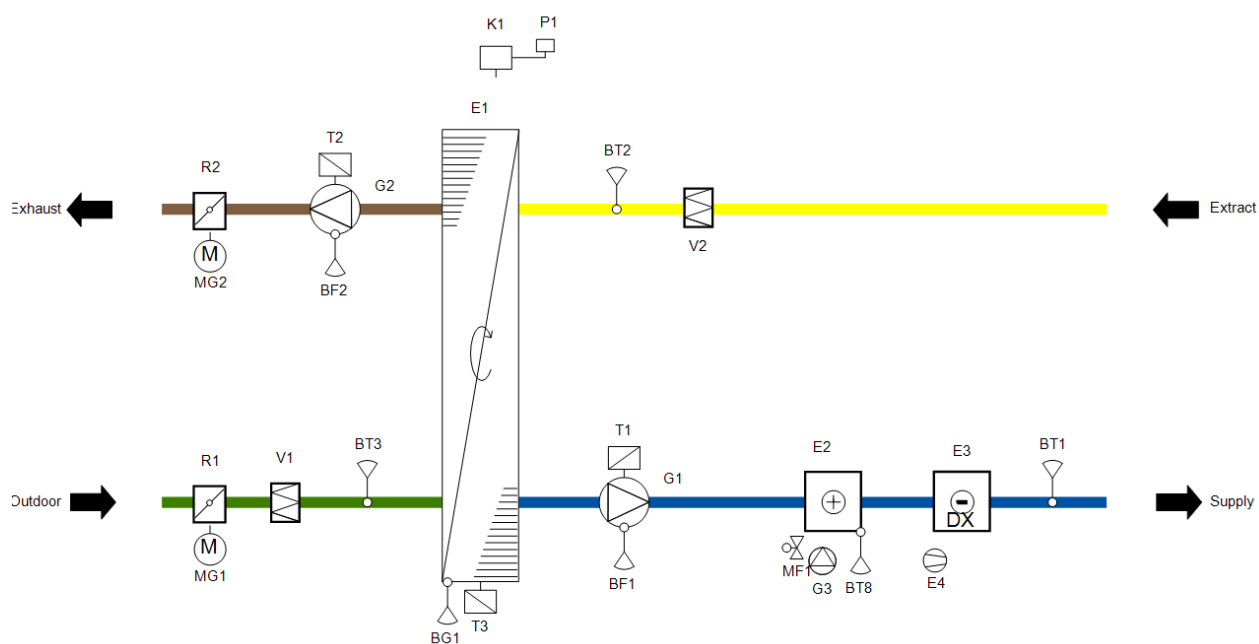 K1
P1
E1
T2
R2
BT2
G2
Exhaust
Extract
V2
M
MG2
BF2
BT3
T1
E2
E3
BT1
R1
V1
G1
Outdoor
Supply
DX
M
MF1
MG1
BF1
G3
BT8
E4
T3
BG1